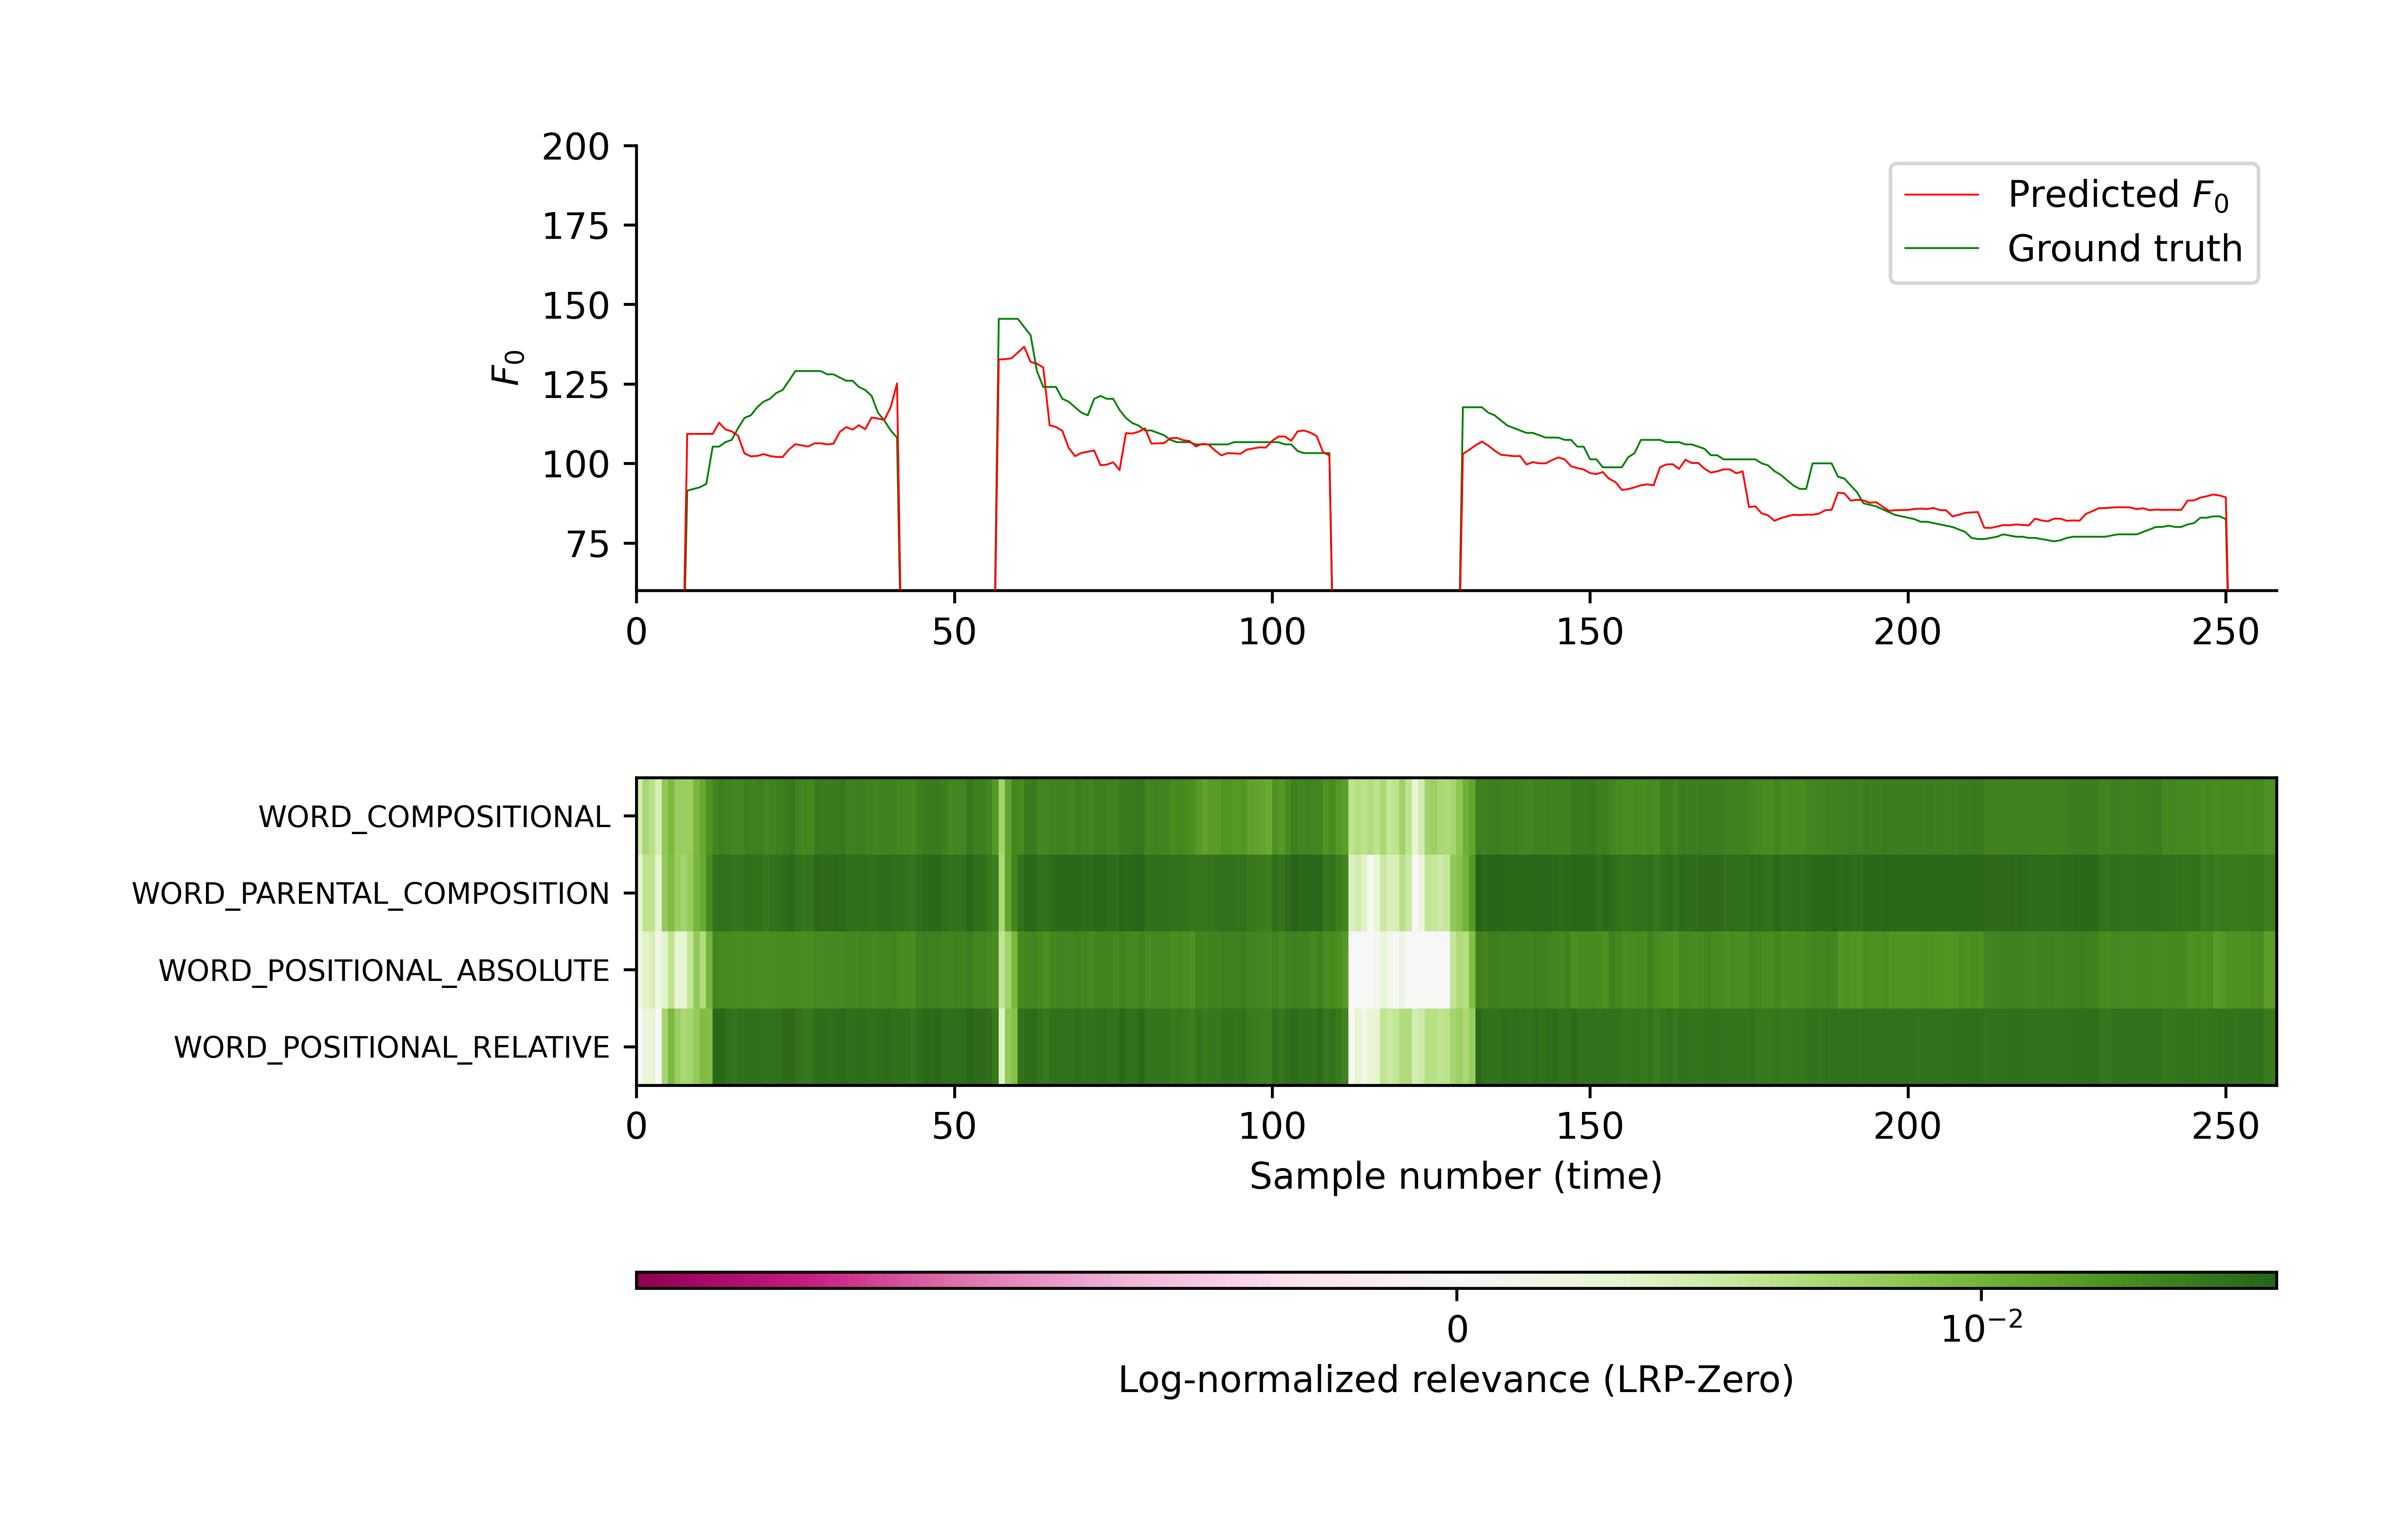 200
175
150
125
100
75
F₀
Predicted F₀
Ground truth
0 50 100 150 200 250
WORD_COMPOSITIONAL
WORD_PARENTAL_COMPOSITION
WORD_POSITIONAL_ABSOLUTE
WORD_POSITIONAL_RELATIVE
0 50 100 150 200 250
Sample number (time)
0 10⁻²
Log-normalized relevance (LRP-Zero)